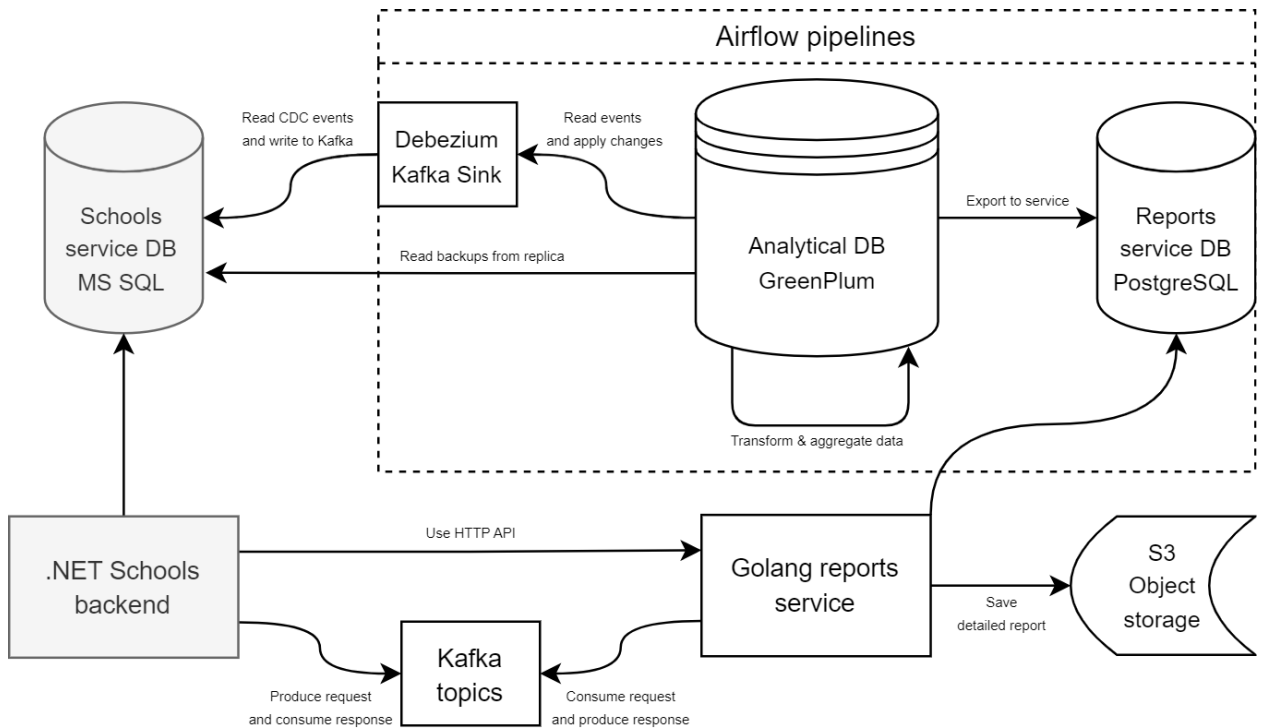 Airflow pipelines
Read CDC events
and write to Kafka
Debezium
Kafka Sink
Read events
and apply changes
Schools
service DB
MS SQL
Read backups from replica
Analytical DB
GreenPlum
Export to service
Reports
service DB
PostgreSQL
Transform & aggregate data
.NET Schools
backend
Use HTTP API
Golang reports
service
Save
detailed report
S3
Object
storage
Kafka
topics
Produce request
and consume response
Consume request
and produce response